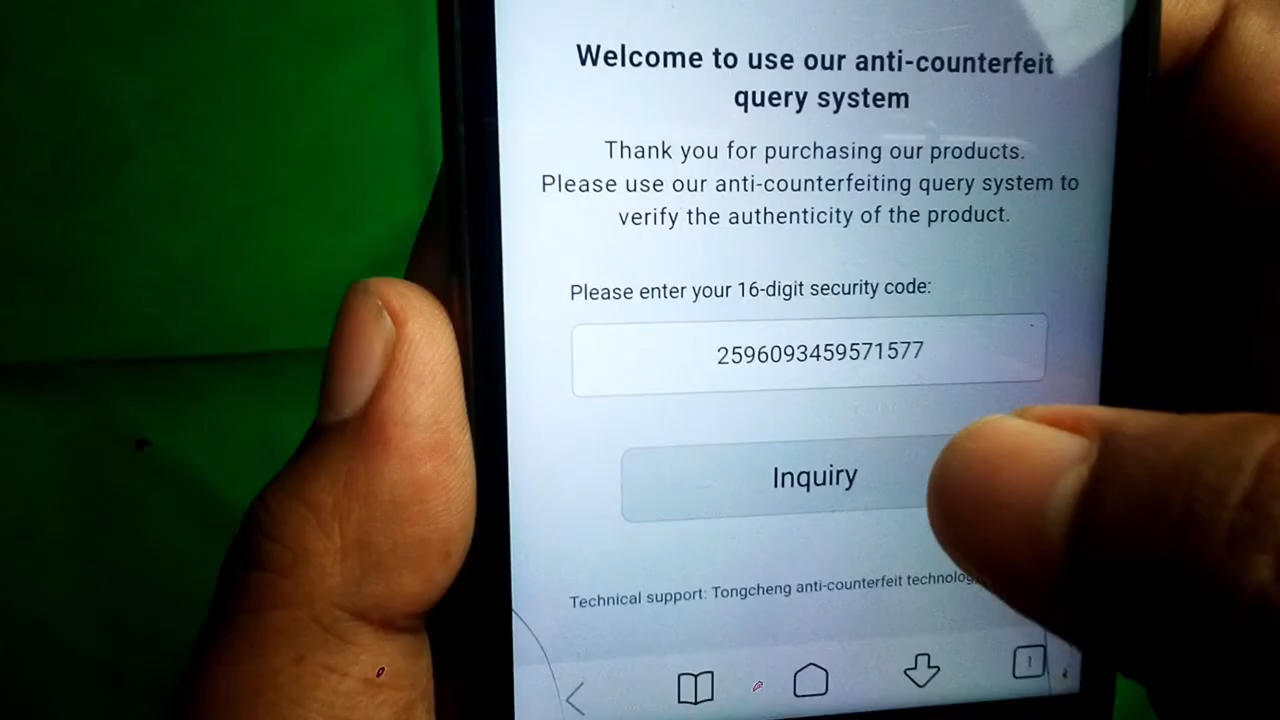 Welcome to use our anti-counterfeit
query system
Thank you for purchasing our products.
Please use our anti-counterfeiting query system to
verify the authenticity of the product.
Please enter your 16-digit security code:
2596093459571577
Inquiry
Technical support: Tongcheng anti-counterfeit
1